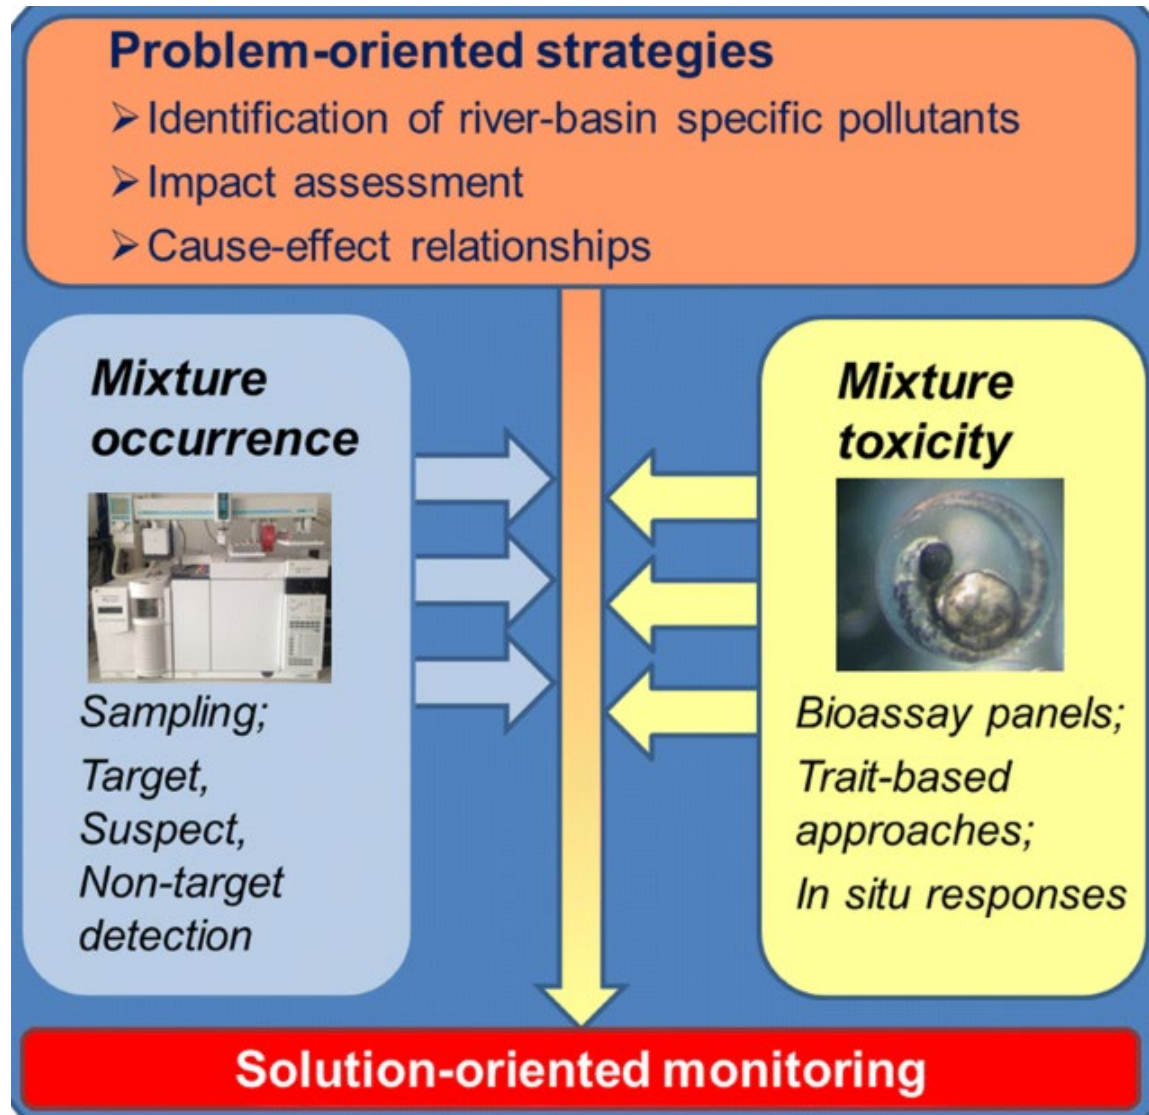 Problem-oriented strategies
➢ Identification of river-basin specific pollutants
➢ Impact assessment
➢ Cause-effect relationships
Mixture
occurrence
Sampling;
Target,
Suspect,
Non-target
detection
Mixture
toxicity
Bioassay panels;
Trait-based
approaches;
In situ responses
Solution-oriented monitoring